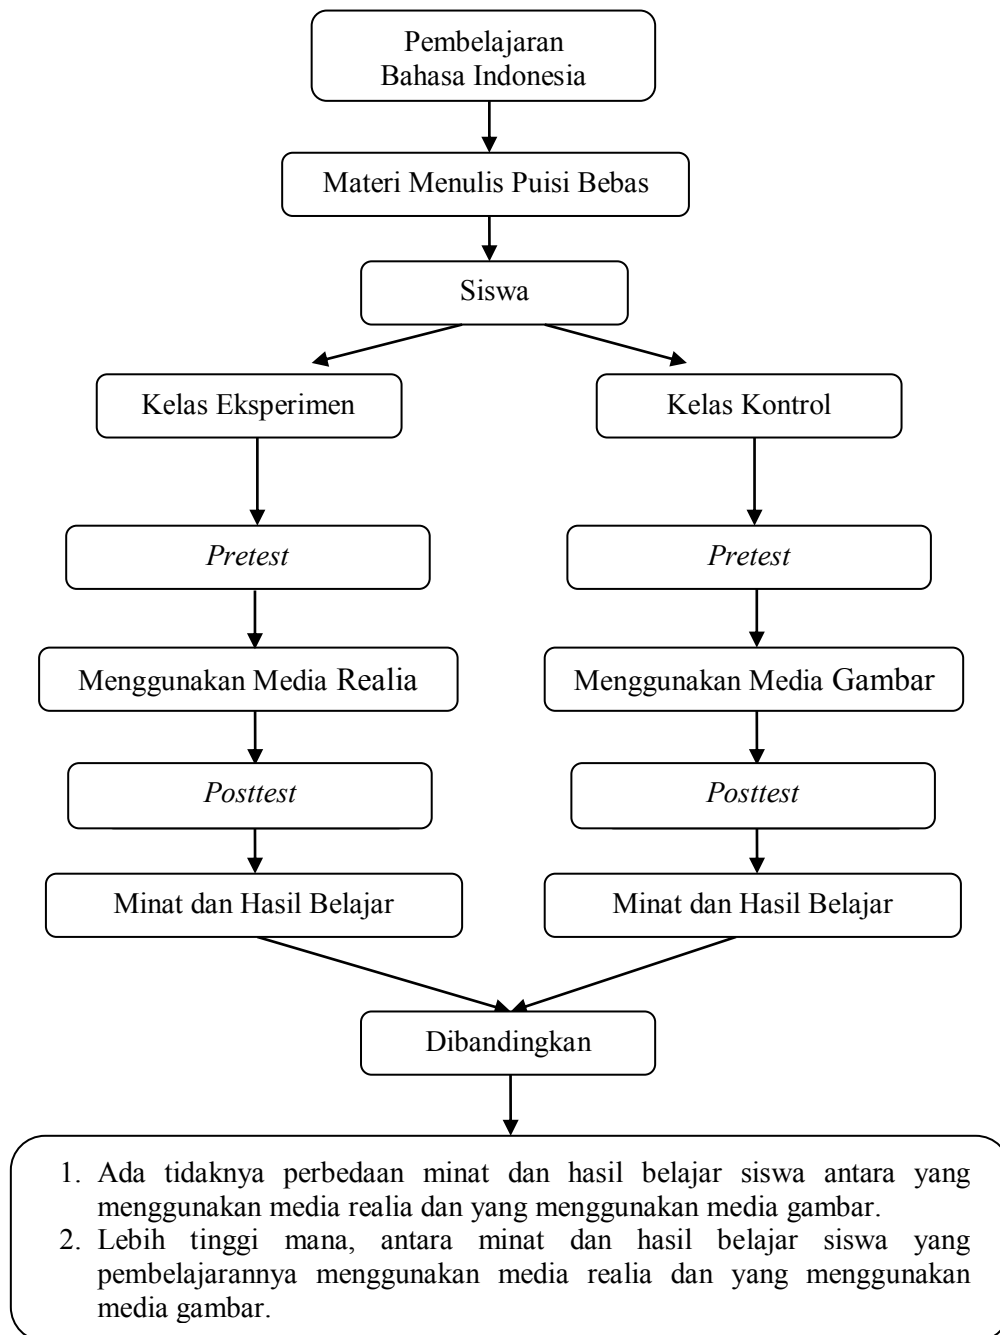 Pembelajaran
Bahasa Indonesia
Materi Menulis Puisi Bebas
Siswa
Kelas Eksperimen
Kelas Kontrol
Pretest
Pretest
Menggunakan Media Realia
Menggunakan Media Gambar
Posttest
Posttest
Minat dan Hasil Belajar
Minat dan Hasil Belajar
Dibandingkan
1. Ada tidaknya perbedaan minat dan hasil belajar siswa antara yang
menggunakan media realia dan yang menggunakan media gambar.
2. Lebih tinggi mana, antara minat dan hasil belajar siswa yang
pembelajarannya menggunakan media realia dan yang menggunakan
media gambar.